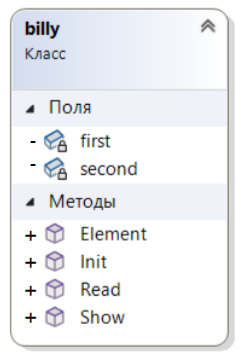 billy
Класс
Поля
- first
- second
Методы
+ Element
+ Init
+ Read
+ Show